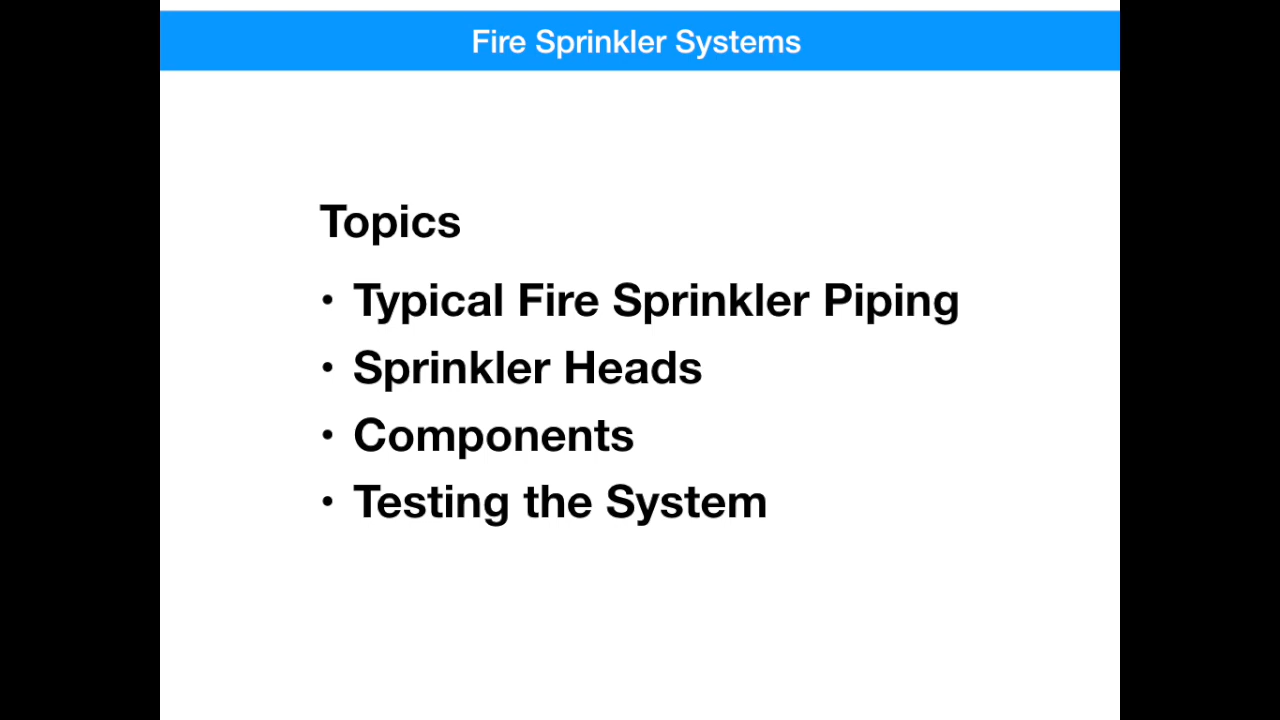 Fire Sprinkler Systems
Topics
• Typical Fire Sprinkler Piping
• Sprinkler Heads
• Components
• Testing the System